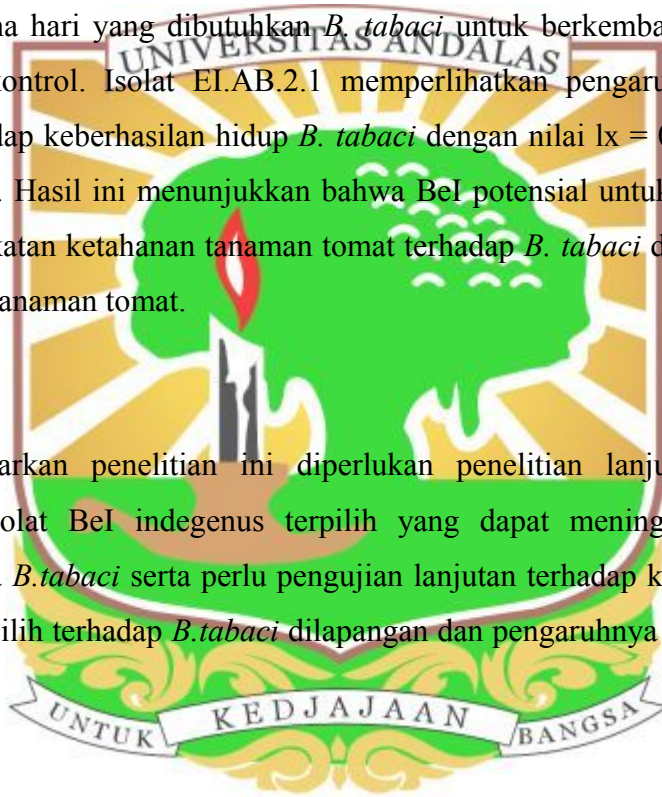 na hari yang dibutuhkan B. tabaci untuk berkemba
UNIVERSITAS ANDALAS
kontrol. Isolat EI.AB.2.1 memperlihatkan pengaru
dap keberhasilan hidup B. tabaci dengan nilai lx =
. Hasil ini menunjukkan bahwa BeI potensial untuk
katan ketahanan tanaman tomat terhadap B. tabaci d
anaman tomat.
arkan penelitian ini diperlukan penelitian lanju
olat BeI indegenus terpilih yang dapat mening
B.tabaci serta perlu pengujian lanjutan terhadap k
ilih terhadap B.tabaci dilapangan dan pengaruhnya
UNTUK KEDJAJAAN BANGSA